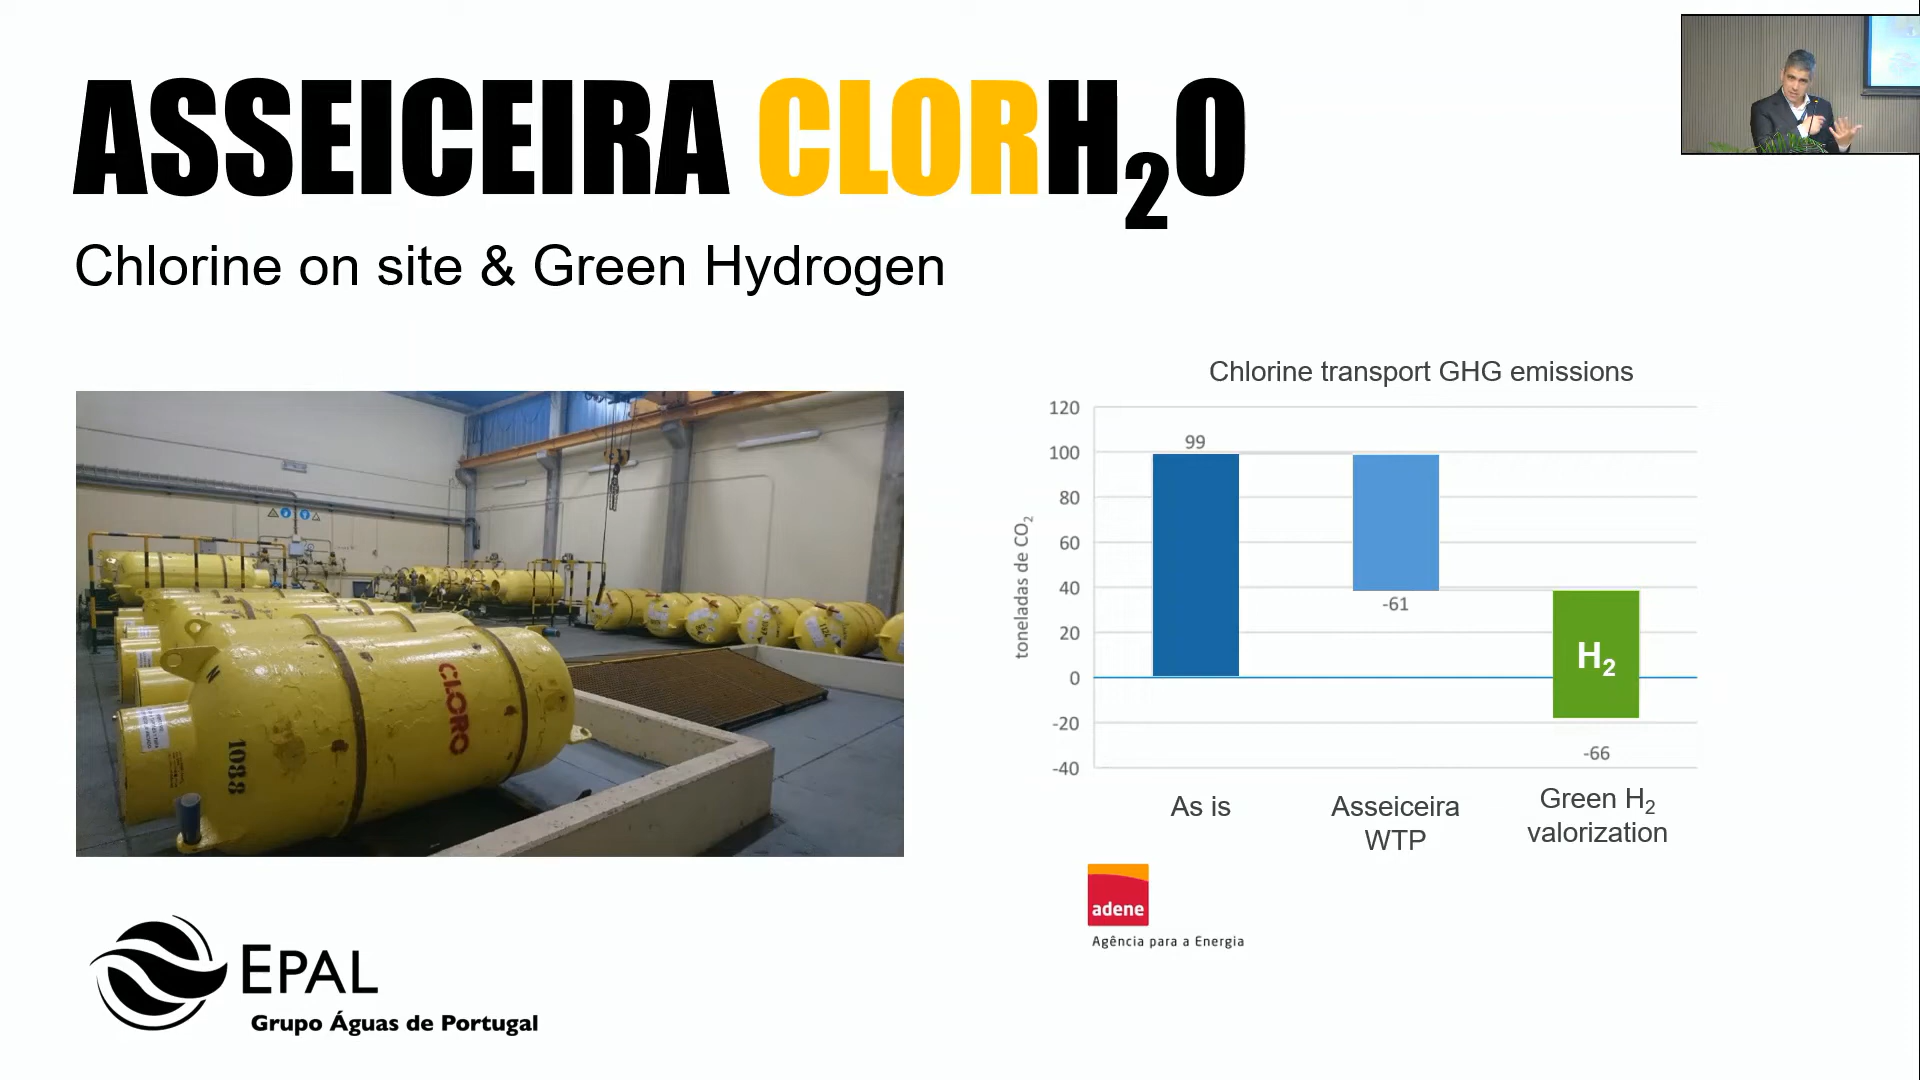 ASSEICEIRA CLORH₂O
Chlorine on site & Green Hydrogen
CLORO
1088
N
Chlorine transport GHG emissions
toneladas de CO₂
120
100
80
60
40
20
0
-20
-40
99
-61
H₂
-66
As is
Asseiceira
WTP
Green H₂
valorization
adene
Agência para a Energia
EPAL
Grupo Águas de Portugal